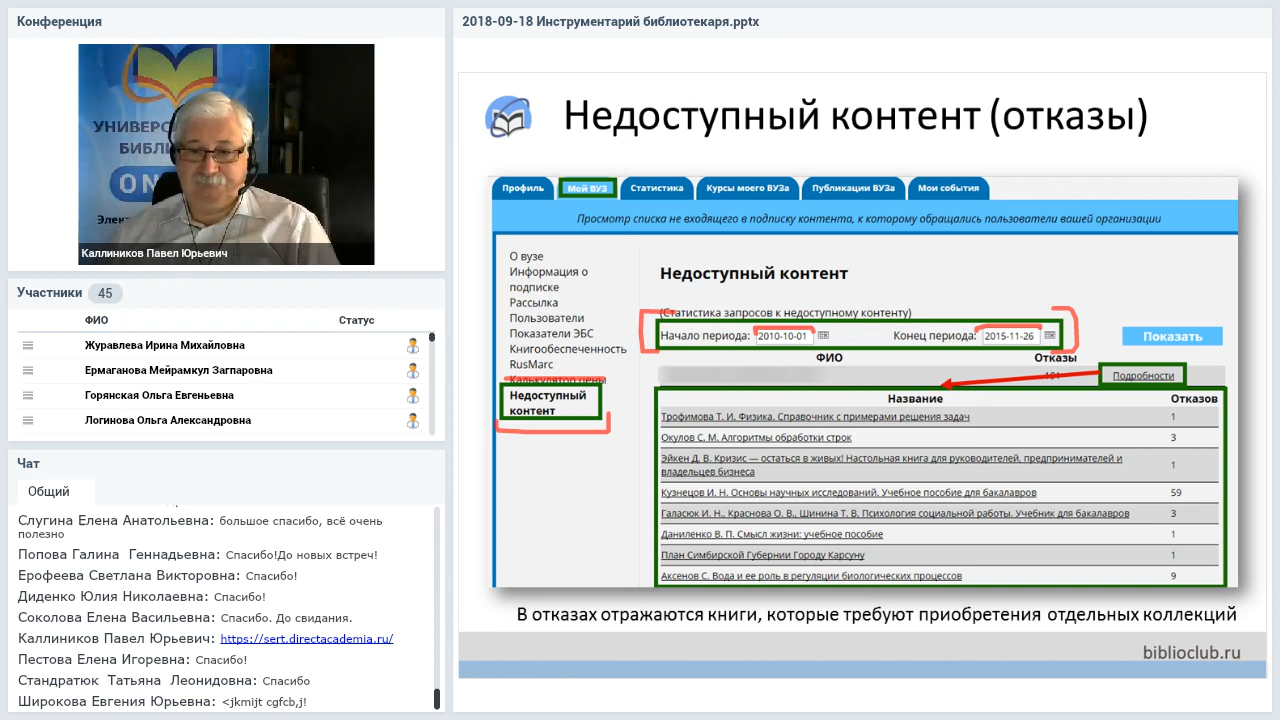 Конференция
УНИВЕРС
БИБЛИ
ON
Элект
Каллиников Павел Юрьевич
Участники 45
ФИО Статус
Журавлева Ирина Михайловна
Ермаганова Мейрамкул Загпаровна
Горянская Ольга Евгеньевна
Логинова Ольга Александровна
Чат
Общий
Слугина Елена Анатольевна: большое спасибо, всё очень
полезно
Попова Галина Геннадьевна: Спасибо!До новых встреч!
Ерофеева Светлана Викторовна: Спасибо!
Диденко Юлия Николаевна: Спасибо!
Соколова Елена Васильевна: Спасибо. До свидания.
Каллиников Павел Юрьевич: https://sert.directacademia.ru/
Пестова Елена Игоревна: Спасибо!
Стандратюк Татьяна Леонидовна: Спасибо
Широкова Евгения Юрьевна: <jkmijt cgfcb,j!
2018-09-18 Инструментарий библиотекаря.pptx
Недоступный контент (отказы)
Профиль Мой ВУЗ Статистика Курсы моего ВУЗа Публикации ВУЗа Мои события
Просмотр списка не входящего в подписку контента, к которому обращались пользователи вашей организации
О вузе
Информация о
подписке
Рассылка
Пользователи
Показатели ЭБС
Книгообеспеченность
RusMarc
Калькулятор цены
Недоступный
контент
Недоступный контент
(Статистика запросов к недоступному контенту)
Начало периода: 2010-10-01 Конец периода: 2015-11-26 Показать
ФИО Отказы
Подробности
Название Отказов
Трофимова Т. И. Физика. Справочник с примерами решения задач 1
Окулов С. М. Алгоритмы обработки строк 3
Эйкен Д. В. Кризис — остаться в живых! Настольная книга для руководителей, предпринимателей и
владельцев бизнеса 1
Кузнецов И. Н. Основы научных исследований. Учебное пособие для бакалавров 59
Галасюк И. Н., Краснова О. В., Шинина Т. В. Психология социальной работы. Учебник для бакалавров 3
Даниленко В. П. Смысл жизни: учебное пособие 1
План Симбирской Губернии Городу Карсуну 1
Аксенов С. Вода и ее роль в регуляции биологических процессов 9
В отказах отражаются книги, которые требуют приобретения отдельных коллекций
biblioclub.ru